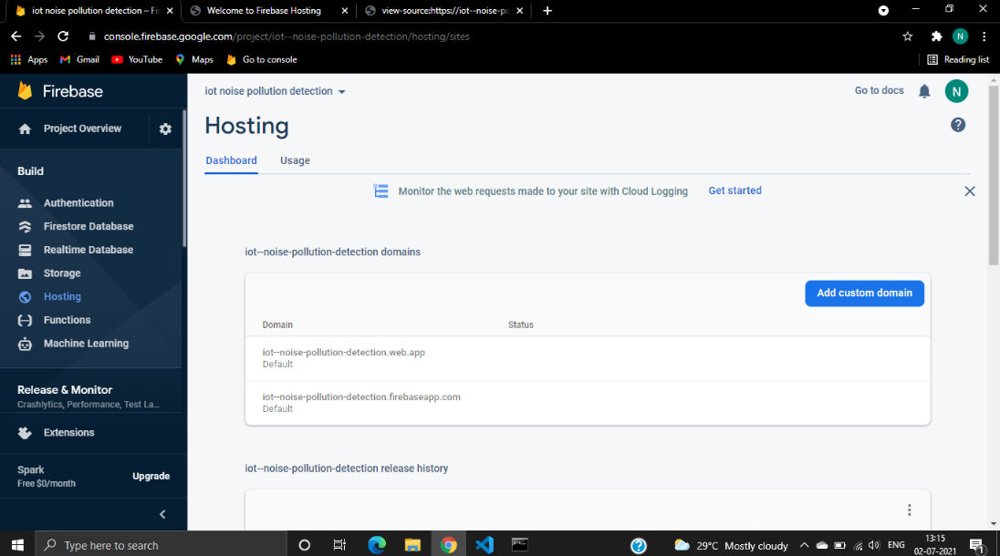 iot noise pollution detection – Fi
Welcome to Firebase Hosting
view-source:https://iot--noise-po
console.firebase.google.com/project/iot--noise-pollution-detection/hosting/sites
N
Apps
Gmail
YouTube
Maps
Go to console
Reading list
Firebase
Project Overview
Build
Authentication
Firestore Database
Realtime Database
Storage
Hosting
Functions
Machine Learning
Release & Monitor
Crashlytics, Performance, Test La...
Extensions
Spark
Free $0/month
Upgrade
iot noise pollution detection
Go to docs
N
Hosting
?
Dashboard
Usage
Monitor the web requests made to your site with Cloud Logging
Get started
iot--noise-pollution-detection domains
Add custom domain
Domain
Status
iot--noise-pollution-detection.web.app
Default
iot--noise-pollution-detection.firebaseapp.com
Default
iot--noise-pollution-detection release history
Type here to search
?
29°C Mostly cloudy
ENG
13:15
02-07-2021
1